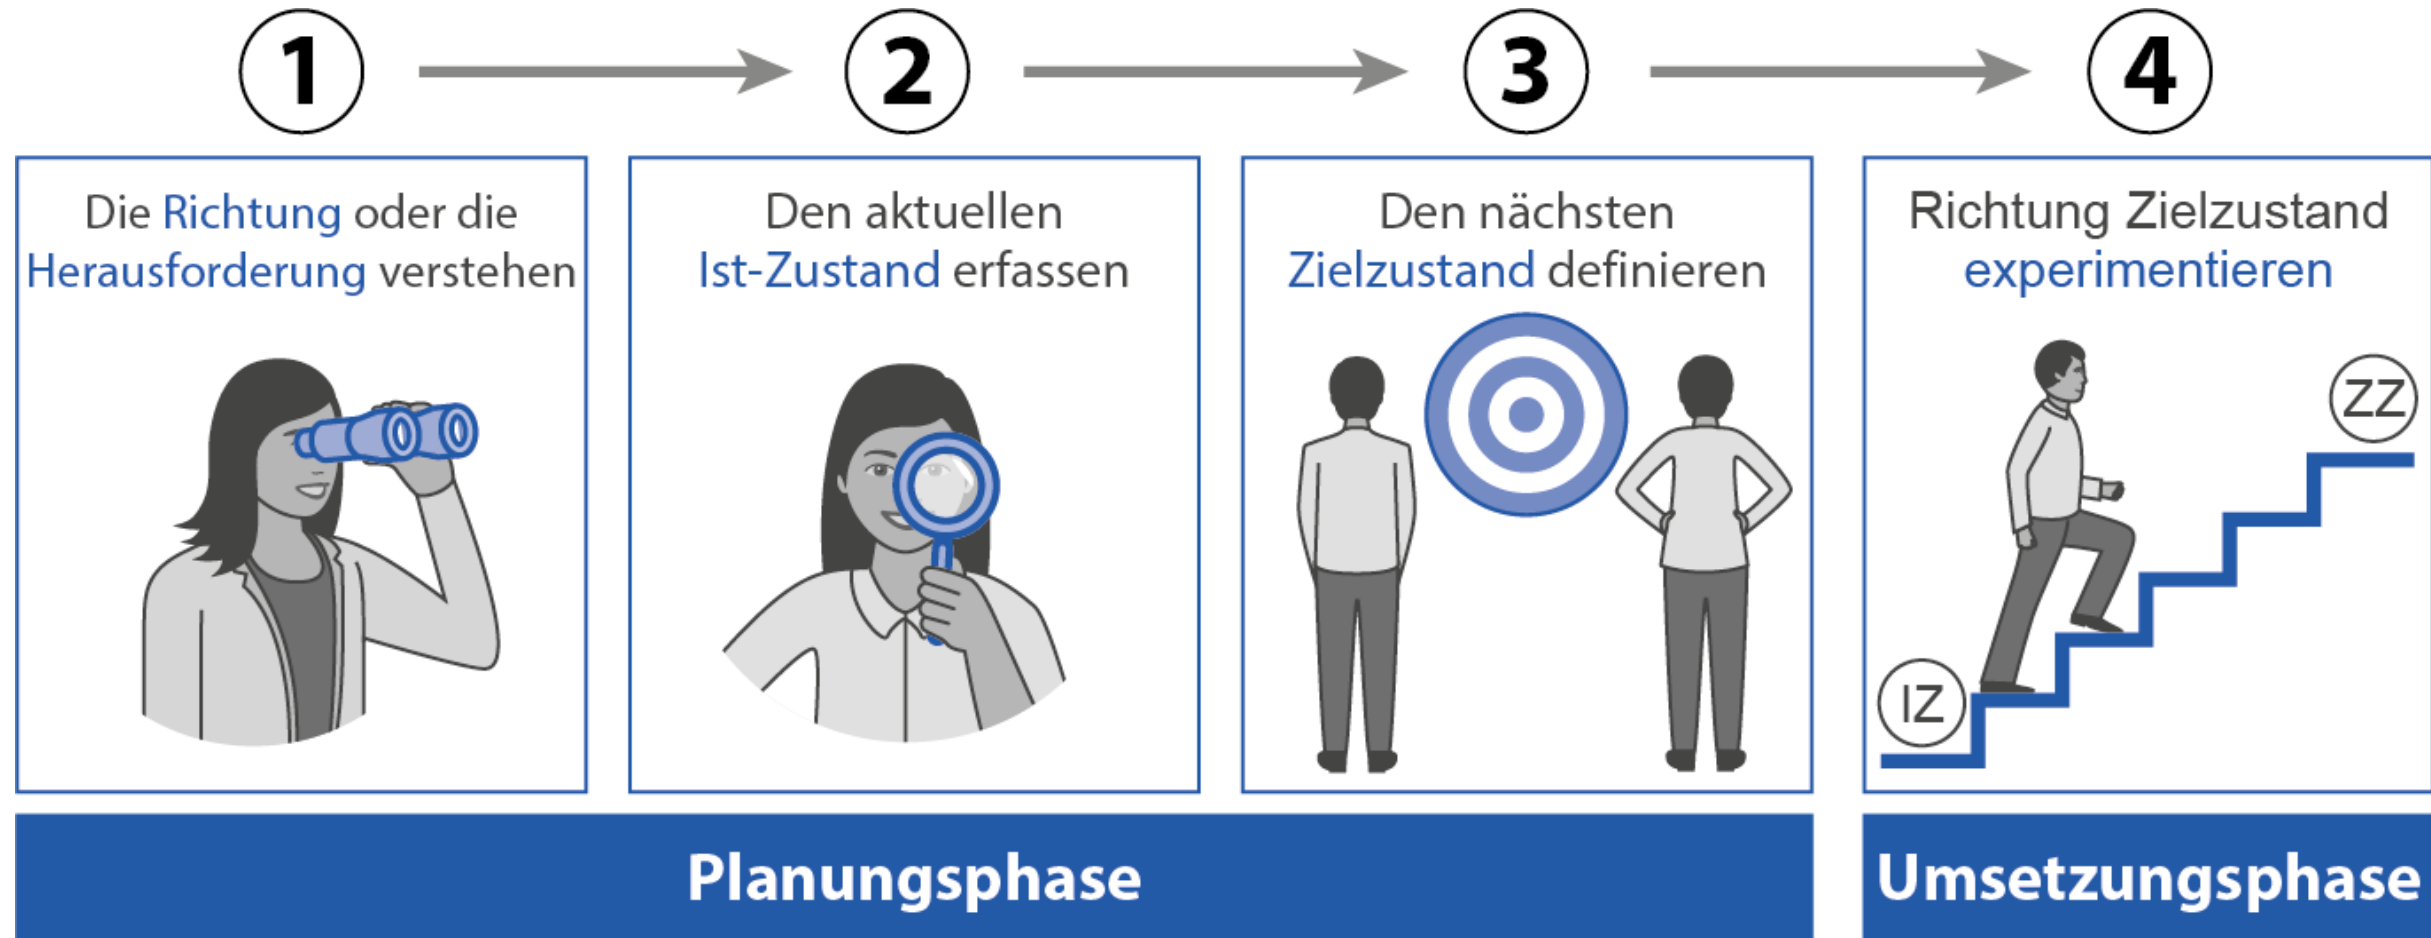 1
2
3
4
Die Richtung oder die
Herausforderung verstehen
Den aktuellen
Ist-Zustand erfassen
Den nächsten
Zielzustand definieren
Richtung Zielzustand
experimentieren
ZZ
IZ
Planungsphase
Umsetzungsphase